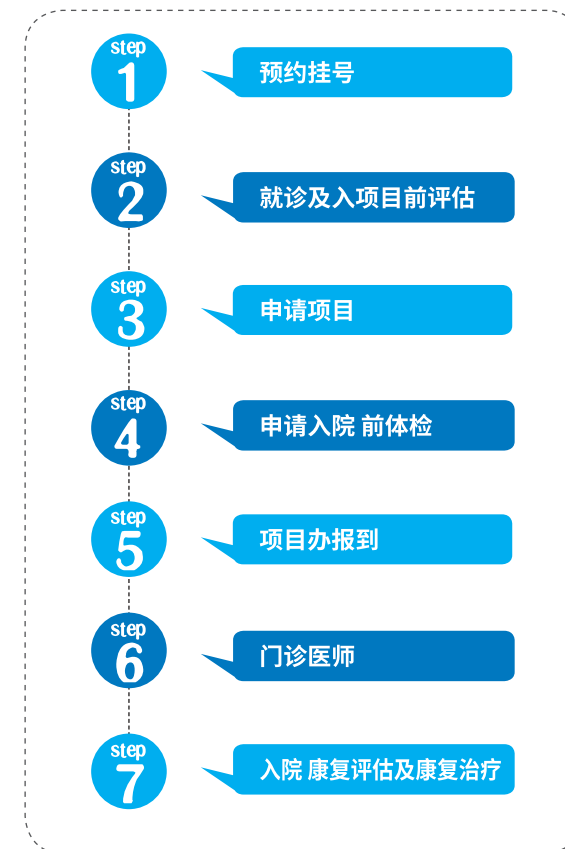 step
1
预约挂号
step
2
就诊及入项目前评估
step
3
申请项目
step
4
申请入院 前体检
step
5
项目办报到
step
6
门诊医师
step
7
入院 康复评估及康复治疗